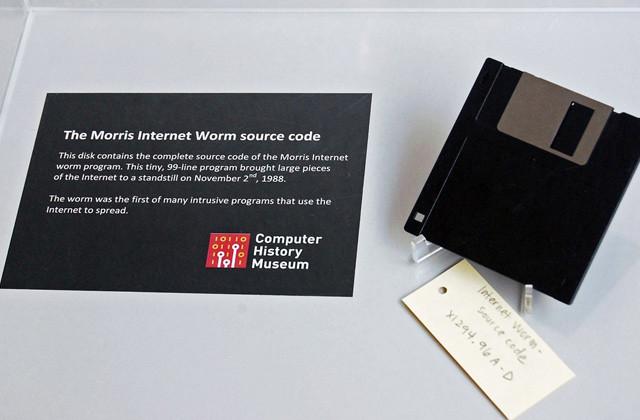 The Morris Internet Worm source code
This disk contains the complete source code of the Morris Internet
worm program. This tiny, 99-line program brought large pieces
of the Internet to a standstill on November 2nd, 1988.
The worm was the first of many intrusive programs that use the
Internet to spread.
10110
01101
Computer
History
Museum
Internet Worm-
source code
X1294.96A-D